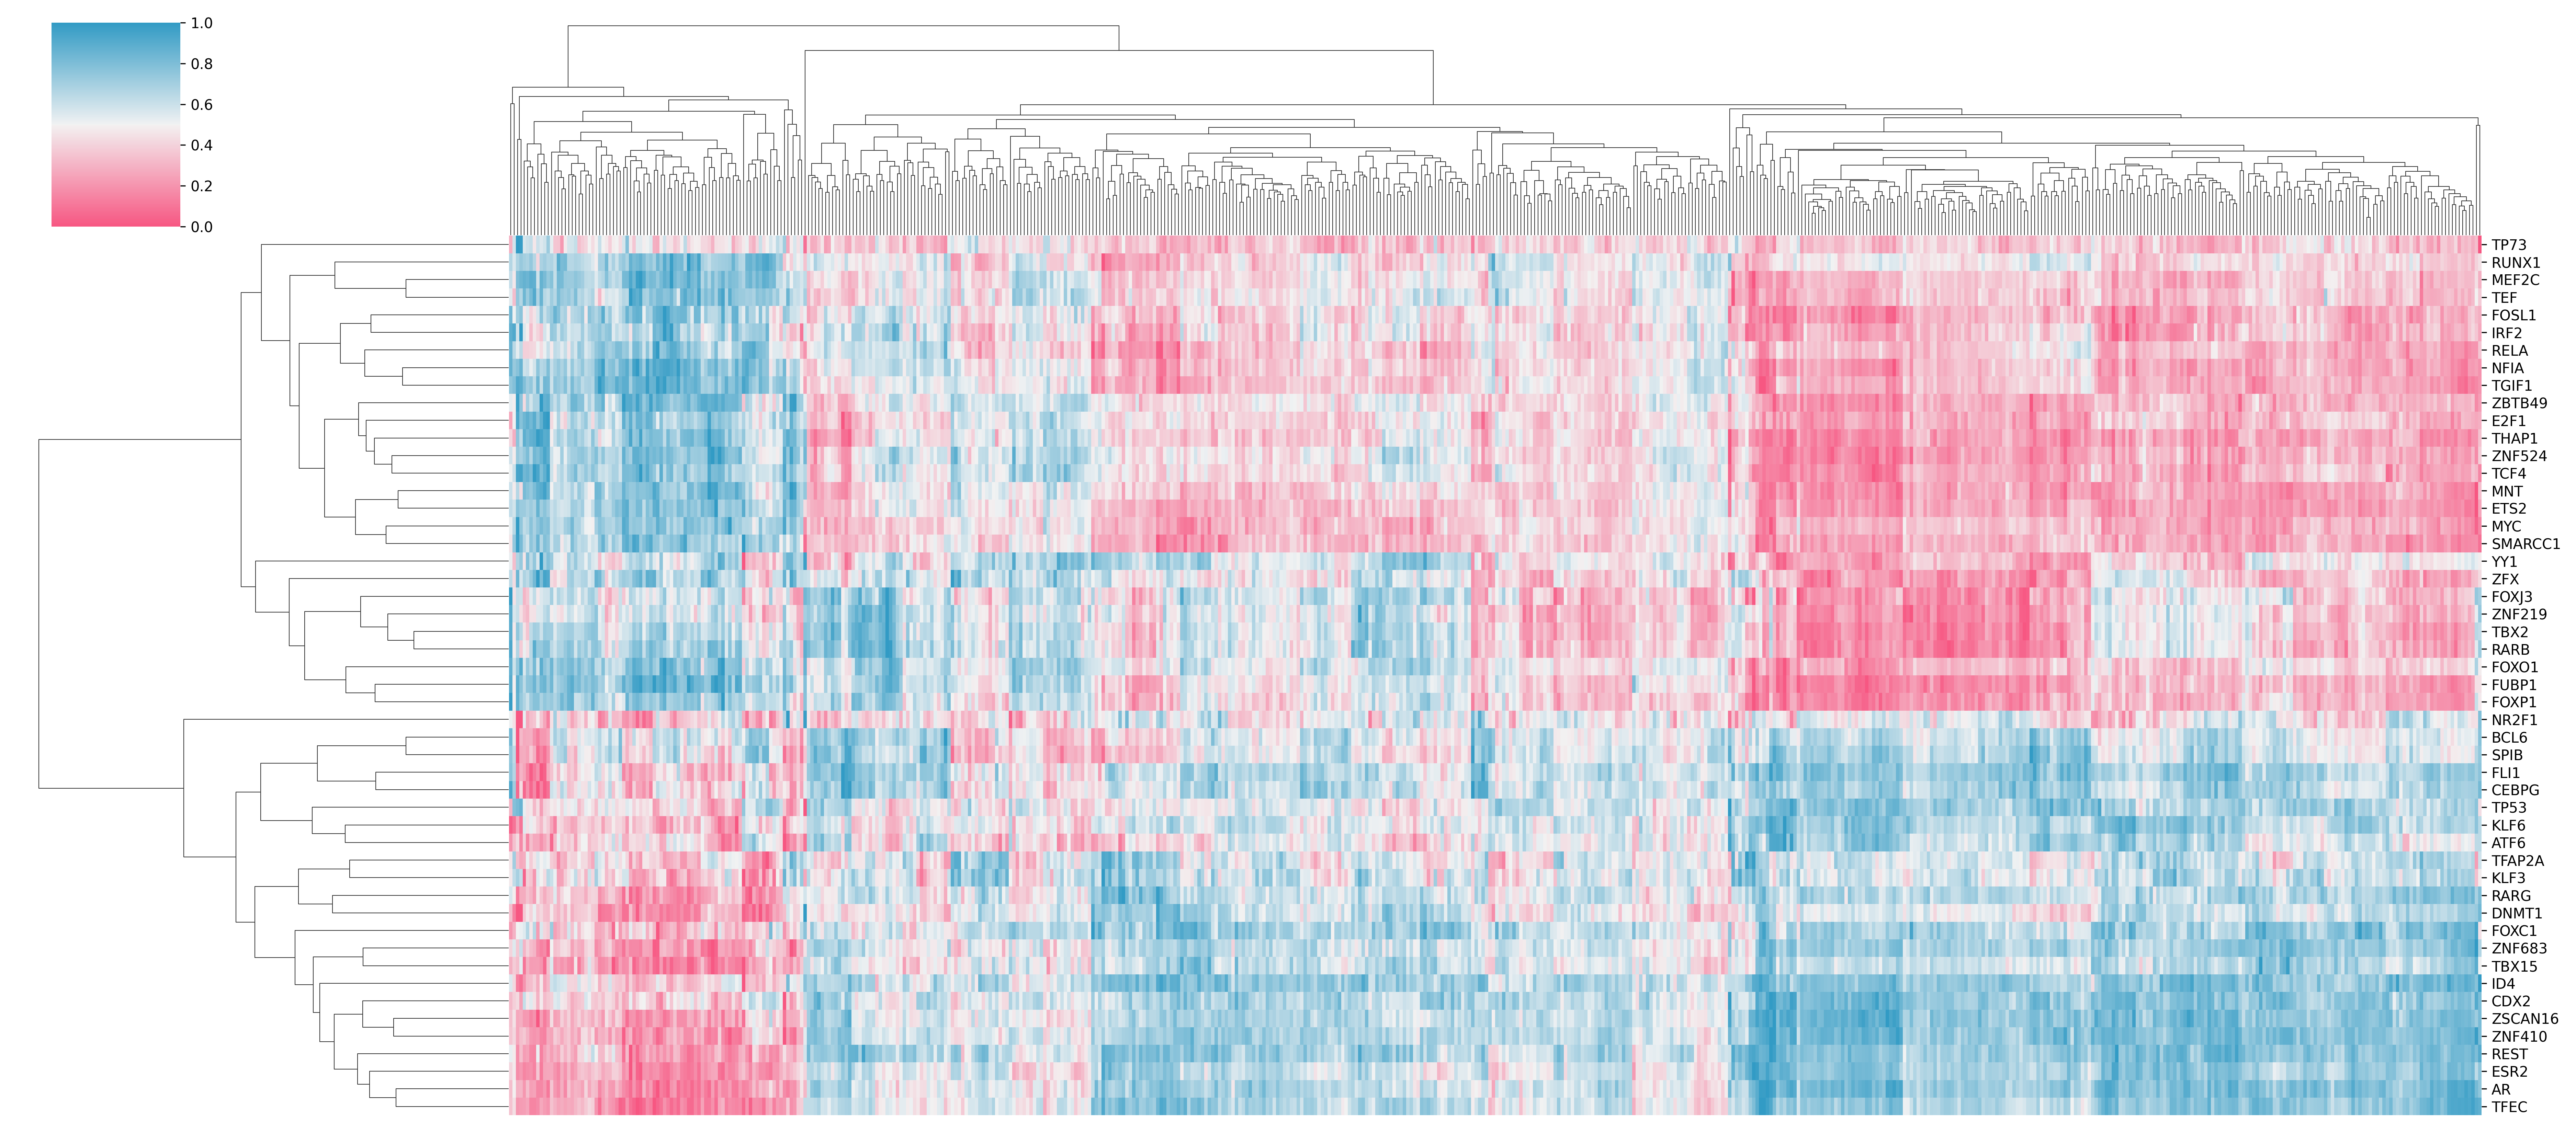 1.0
0.8
0.6
0.4
0.2
0.0
TP73
RUNX1
MEF2C
TEF
FOSL1
IRF2
RELA
NFIA
TGIF1
ZBTB49
E2F1
THAP1
ZNF524
TCF4
MNT
ETS2
MYC
SMARCC1
YY1
ZFX
FOXJ3
ZNF219
TBX2
RARB
FOXO1
FUBP1
FOXP1
NR2F1
BCL6
SPIB
FLI1
CEBPG
TP53
KLF6
ATF6
TFAP2A
KLF3
RARG
DNMT1
FOXC1
ZNF683
TBX15
ID4
CDX2
ZSCAN16
ZNF410
REST
ESR2
AR
TFEC